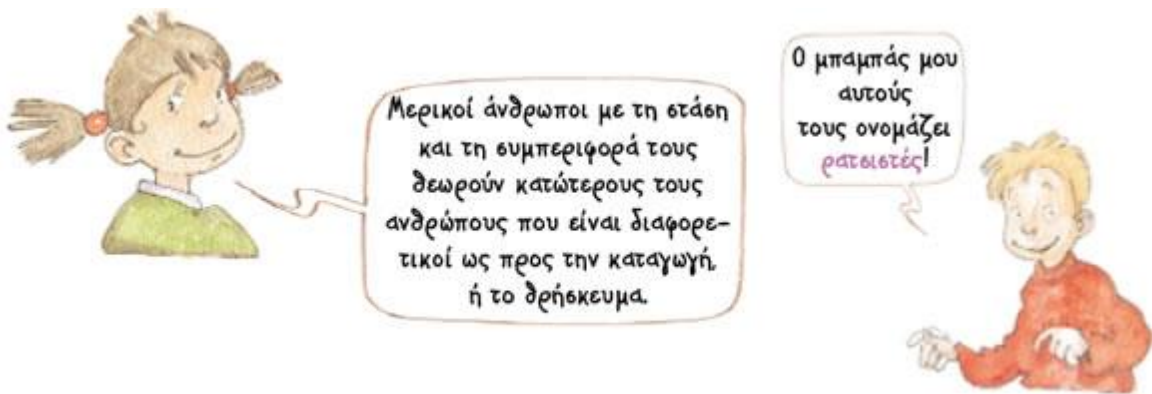 Μερικοί άνθρωποι με τη στάση
και τη συμπεριφορά τους
θεωρούν κατώτερους τους
ανθρώπους που είναι διαφορε-
τικοί ως προς την καταγωγή,
ή το θρήσκευμα.
Ο μπαμπάς μου
αυτούς
τους ονομάζει
ρατσιστές!